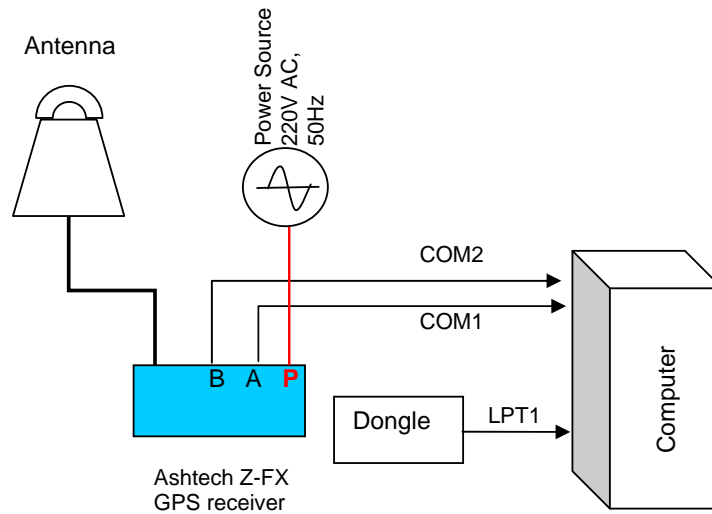 Antenna
Power Source
220V AC,
50Hz
COM2
COM1
B A P
Dongle
LPT1
Computer
Ashtech Z-FX
GPS receiver